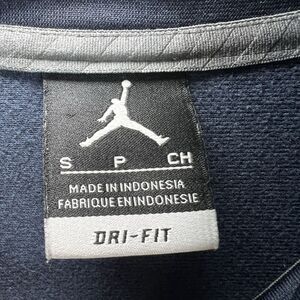 S P CH
MADE IN INDONESIA
FABRIQUE EN INDONESIE
DRI-FIT